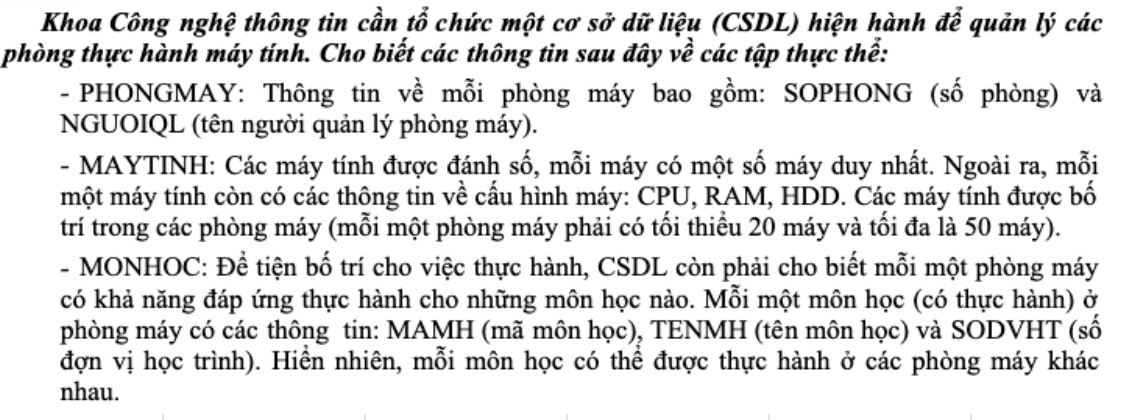 Khoa Công nghệ thông tin cần tổ chức một cơ sở dữ liệu (CSDL) hiện hành để quản lý các
phòng thực hành máy tính. Cho biết các thông tin sau đây về các tập thực thể:
- PHONGMAY: Thông tin về mỗi phòng máy bao gồm: SOPHONG (số phòng) và
NGUOIQL (tên người quản lý phòng máy).
- MAYTINH: Các máy tính được đánh số, mỗi máy có một số máy duy nhất. Ngoài ra, mỗi
một máy tính còn có các thông tin về cấu hình máy: CPU, RAM, HDD. Các máy tính được bố
trí trong các phòng máy (mỗi một phòng máy phải có tối thiểu 20 máy và tối đa là 50 máy).
- MONHOC: Để tiện bố trí cho việc thực hành, CSDL còn phải cho biết mỗi một phòng máy
có khả năng đáp ứng thực hành cho những môn học nào. Mỗi một môn học (có thực hành) ở
phòng máy có các thông tin: MAMH (mã môn học), TENMH (tên môn học) và SODVHT (số
đợn vị học trình). Hiển nhiên, mỗi môn học có thể được thực hành ở các phòng máy khác
nhau.